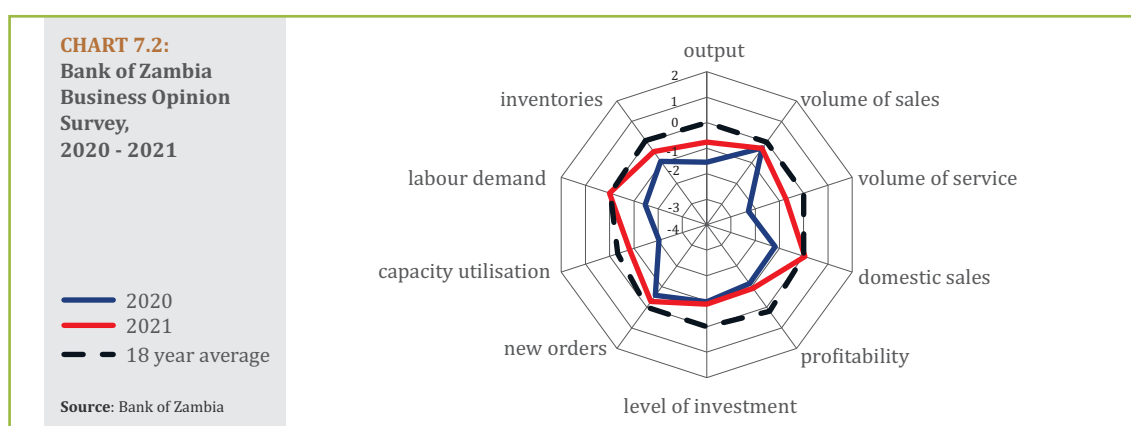 CHART 7.2:
Bank of Zambia
Business Opinion
Survey,
2020 - 2021
2020
2021
18 year average
Source: Bank of Zambia
output
volume of sales
volume of service
domestic sales
profitability
level of investment
new orders
capacity utilisation
labour demand
inventories
2
1
0
-1
-2
-3
-4